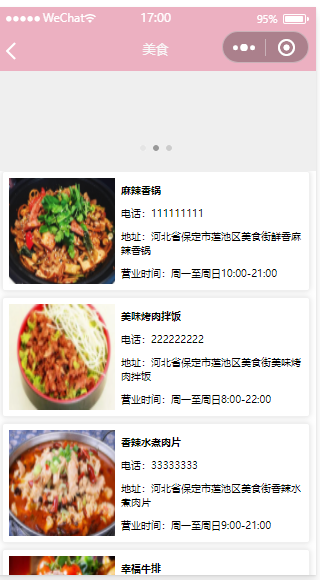 WeChat 17:00 95%
美食
麻辣香锅
电话：111111111
地址：河北省保定市莲池区美食街鲜香麻
辣香锅
营业时间：周一至周日10:00-21:00
美味烤肉拌饭
电话：222222222
地址：河北省保定市莲池区美食街美味烤
肉拌饭
营业时间：周一至周日8:00-22:00
香辣水煮肉片
电话：33333333
地址：河北省保定市莲池区美食街香辣水
煮肉片
营业时间：周一至周日9:00-21:00
幸福牛排